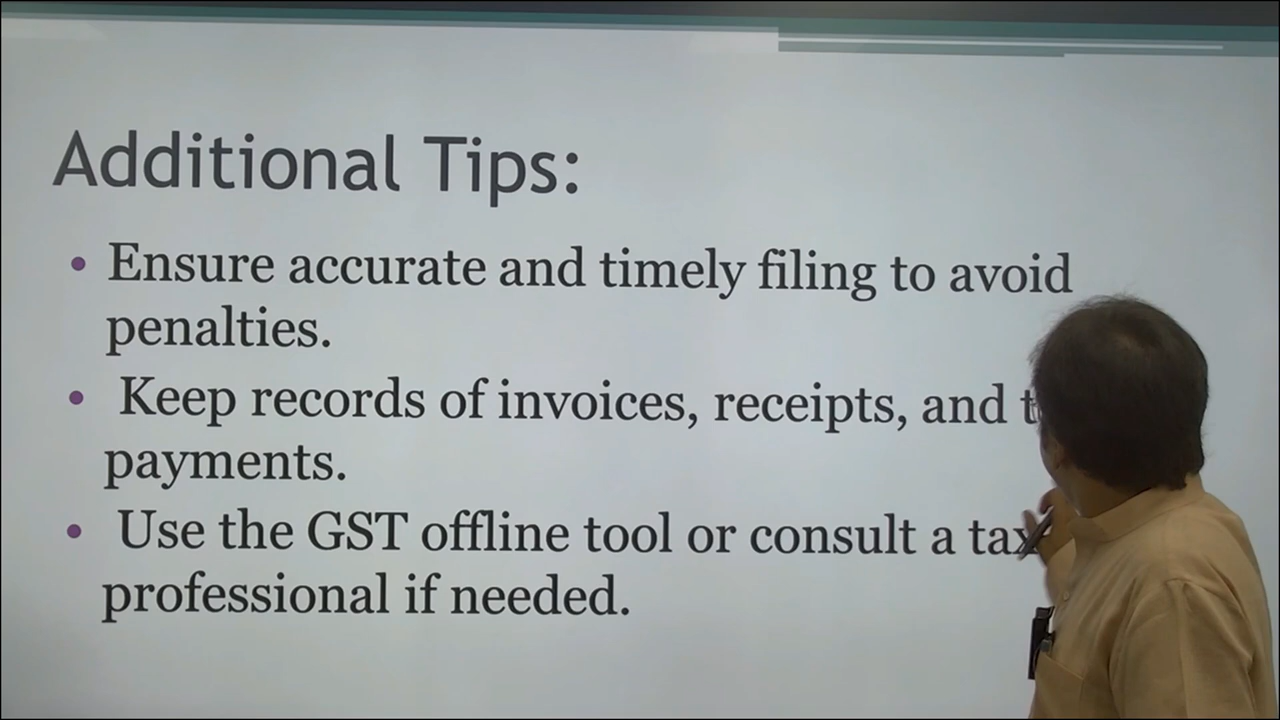 Additional Tips:
• Ensure accurate and timely filing to avoid
penalties.
• Keep records of invoices, receipts, and
payments.
• Use the GST offline tool or consult a tax
professional if needed.